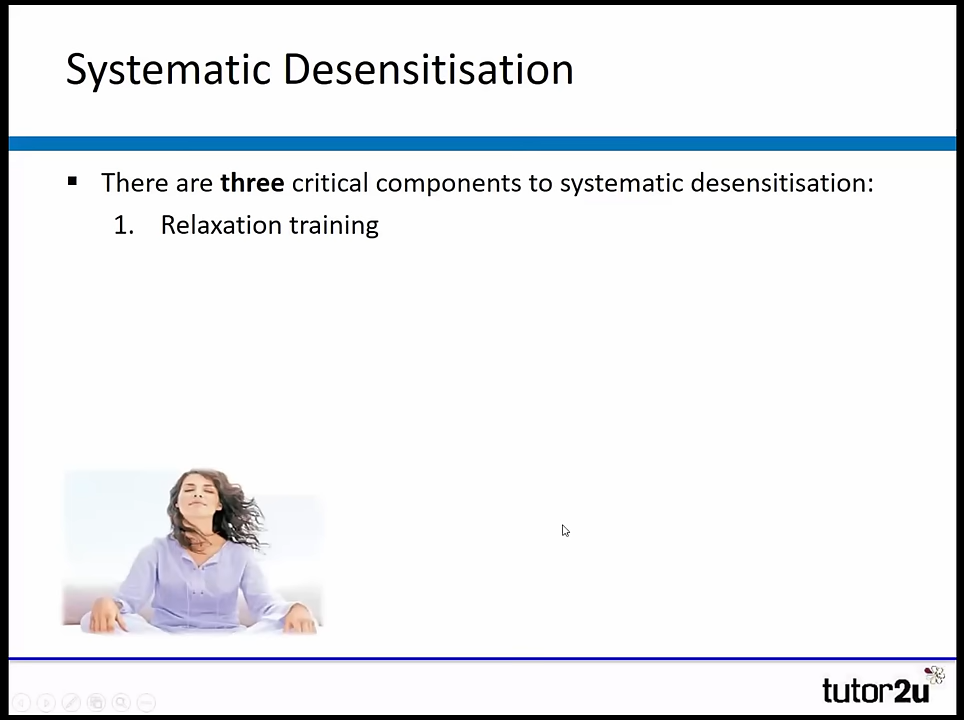 Systematic Desensitisation
▪ There are three critical components to systematic desensitisation:
1. Relaxation training
tutor2u